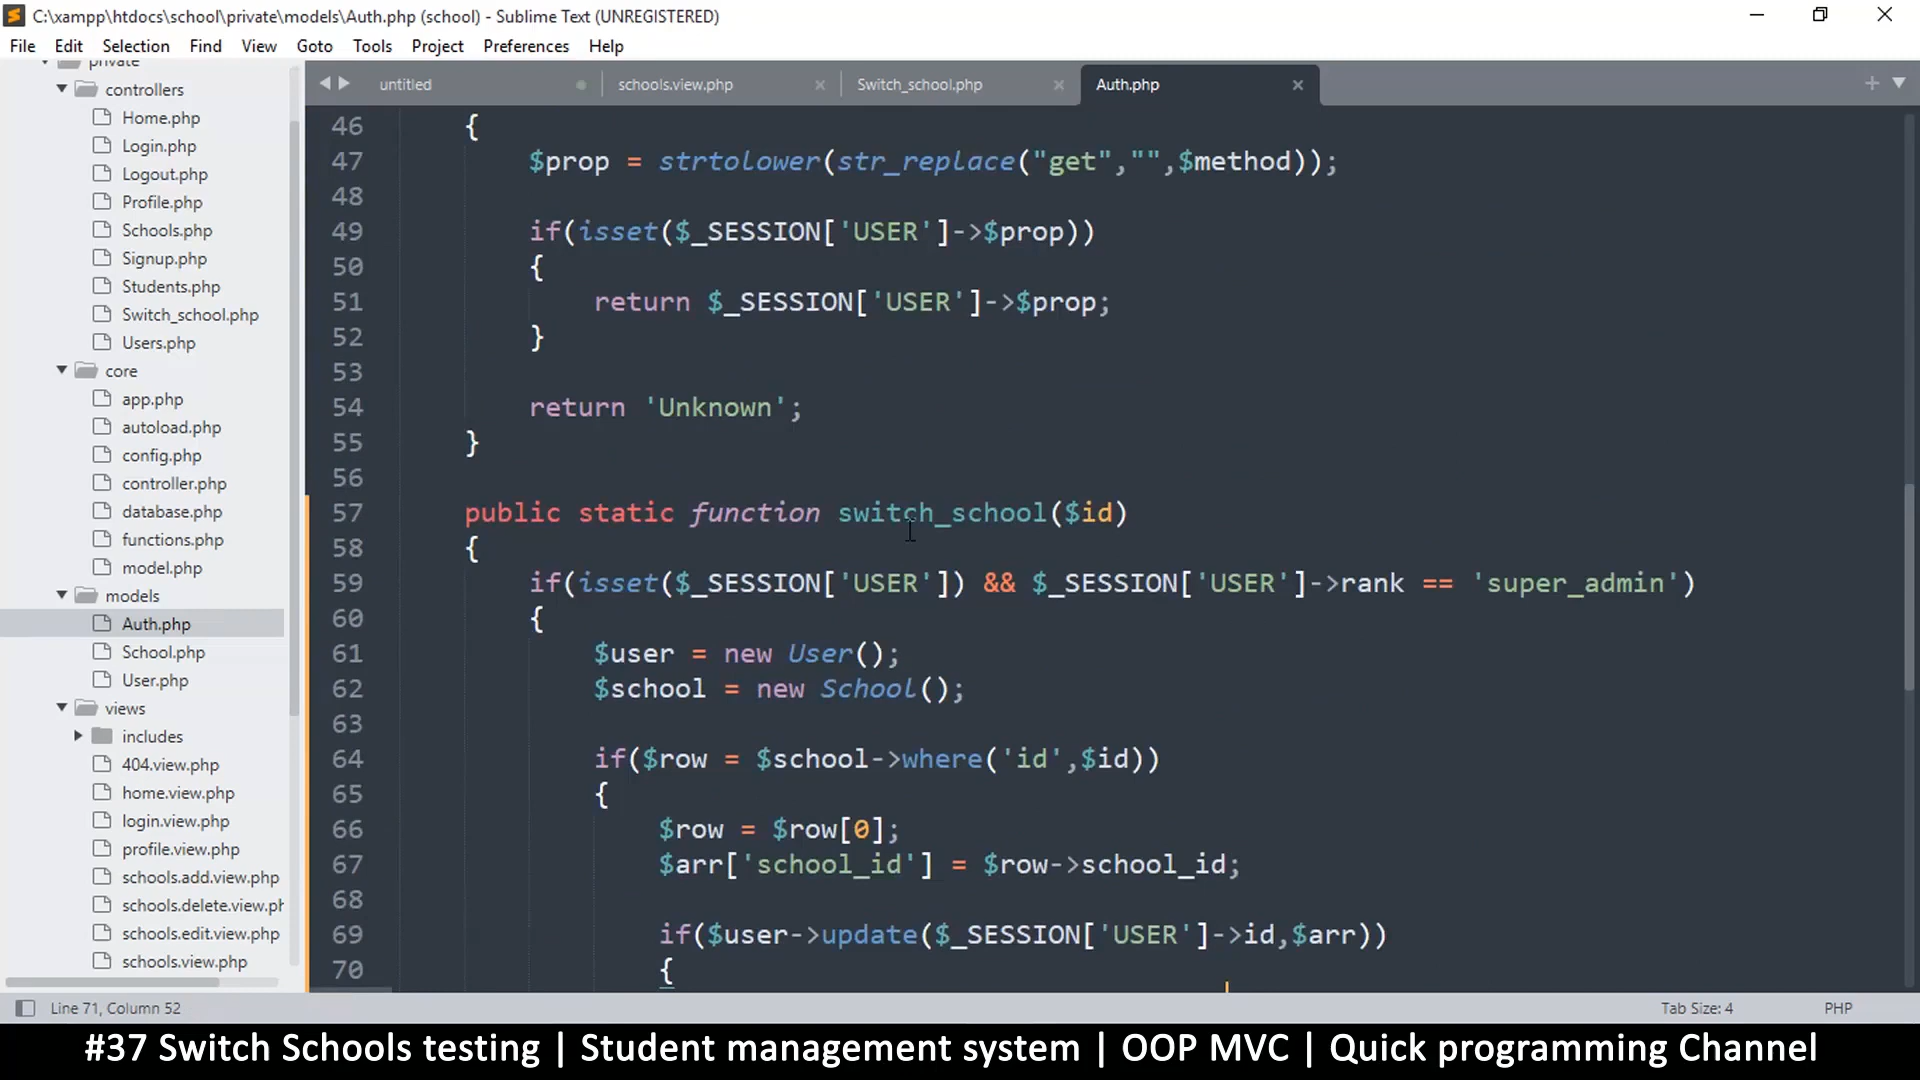 C:\xampp\htdocs\school\private\models\Auth.php (school) - Sublime Text (UNREGISTERED)
File Edit Selection Find View Goto Tools Project Preferences Help
private
controllers
Home.php
Login.php
Logout.php
Profile.php
Schools.php
Signup.php
Students.php
Switch_school.php
Users.php
core
app.php
autoload.php
config.php
controller.php
database.php
functions.php
model.php
models
Auth.php
School.php
User.php
views
includes
404.view.php
home.view.php
login.view.php
profile.view.php
schools.add.view.php
schools.delete.view.ph
schools.edit.view.php
schools.view.php
untitled schools.view.php Switch_school.php Auth.php
46 {
47 $prop = strtolower(str_replace("get","",$method));
48
49 if(isset($_SESSION['USER']->$prop))
50 {
51 return $_SESSION['USER']->$prop;
52 }
53
54 return 'Unknown';
55 }
56
57 public static function switch_school($id)
58 {
59 if(isset($_SESSION['USER']) && $_SESSION['USER']->rank == 'super_admin')
60 {
61 $user = new User();
62 $school = new School();
63
64 if($row = $school->where('id',$id))
65 {
66 $row = $row[0];
67 $arr['school_id'] = $row->school_id;
68
69 if($user->update($_SESSION['USER']->id,$arr))
70 {
Line 71, Column 52 Tab Size: 4 PHP
#37 Switch Schools testing | Student management system | OOP MVC | Quick programming Channel